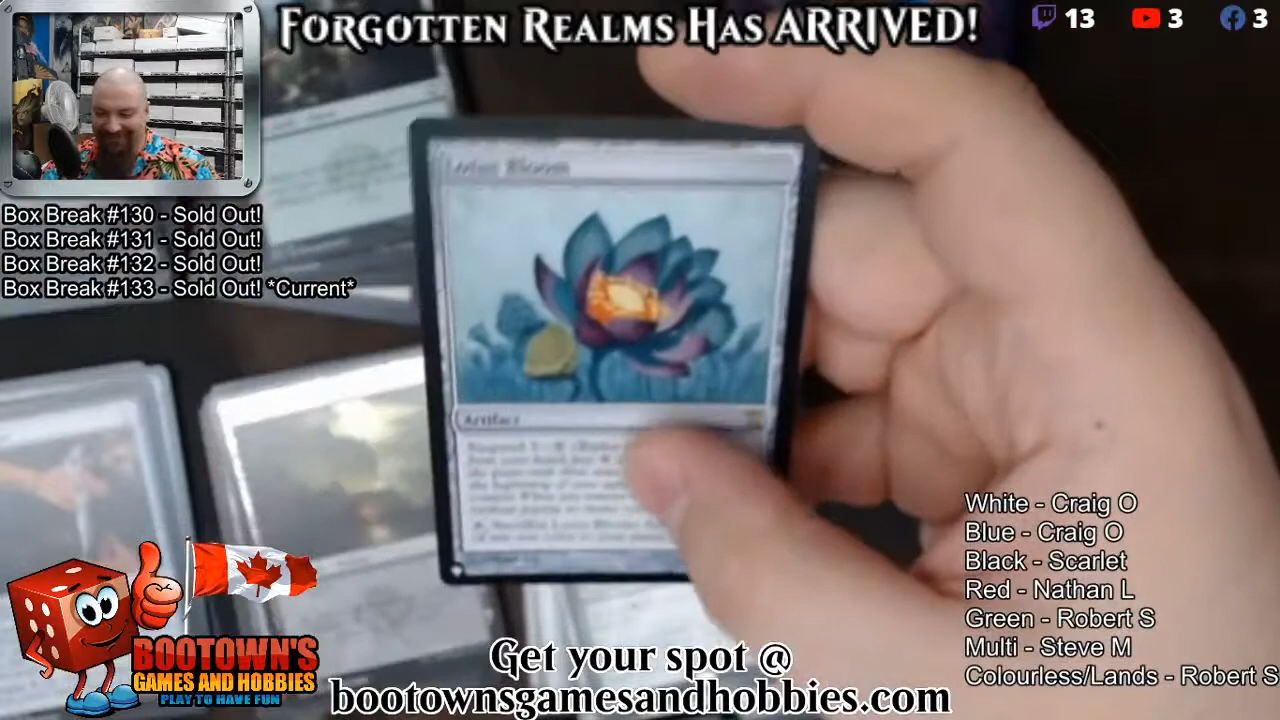 FORGOTTEN REALMS HAS ARRIVED!
13
3
3
Box Break #130 - Sold Out!
Box Break #131 - Sold Out!
Box Break #132 - Sold Out!
Box Break #133 - Sold Out! *Current*
Lotus Bloom
Artifact
White - Craig O
Blue - Craig O
Black - Scarlet
Red - Nathan L
Green - Robert S
Multi - Steve M
Colourless/Lands - Robert S
BOOTOWN'S
GAMES AND HOBBIES
PLAY TO HAVE FUN
Get your spot @
bootownsgamesandhobbies.com